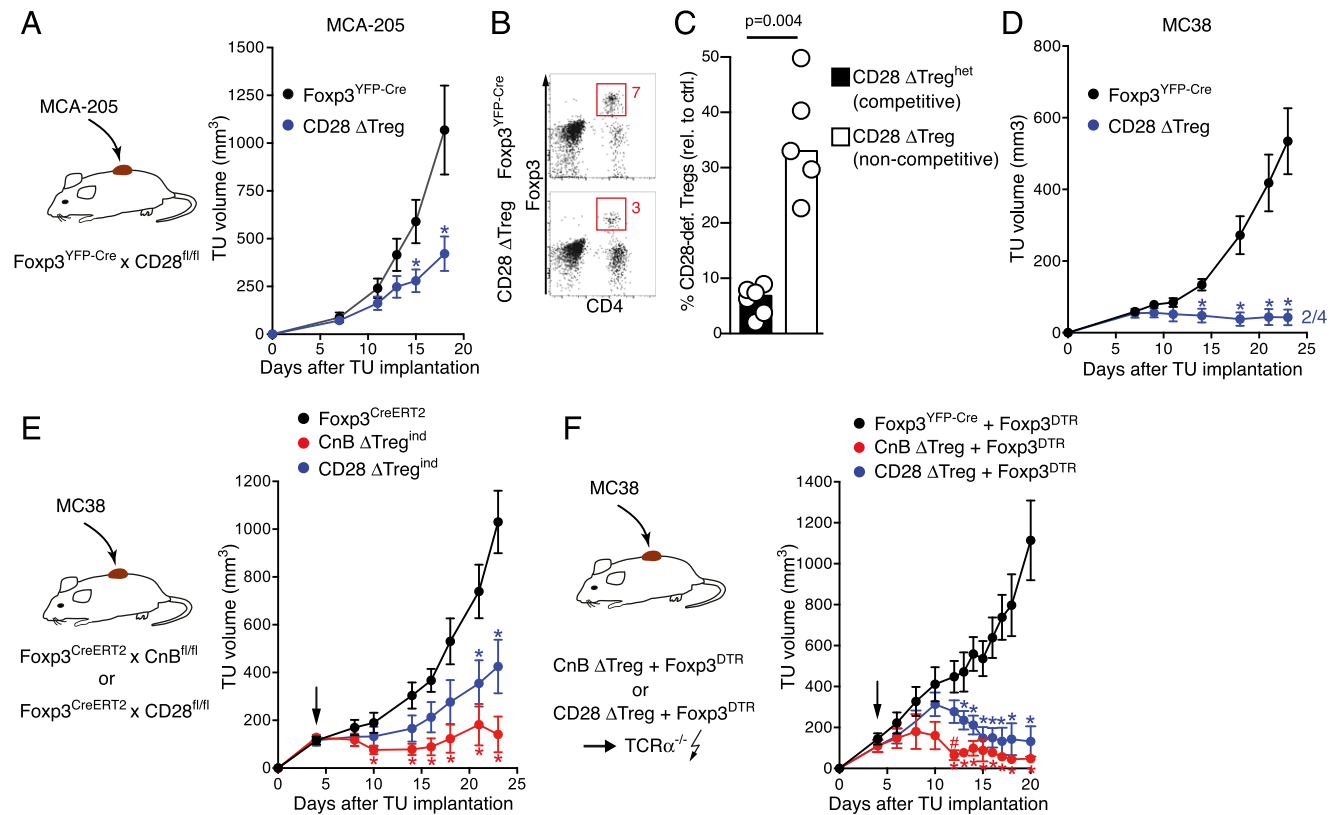 A
MCA-205
MCA-205
Foxp3YFP-Cre x CD28fl/fl
TU volume (mm3)
1500
1250
1000
750
500
250
0
Foxp3YFP-Cre
CD28 ΔTreg
*
*
0 5 10 15 20
Days after TU implantation
B
Foxp3YFP-Cre
CD28 ΔTreg
Foxp3
7
3
CD4
C
p=0.004
% CD28-def. Tregs (rel. to ctrl.)
50
40
30
20
10
0
CD28 ΔTreghet
(competitive)
CD28 ΔTreg
(non-competitive)
D
MC38
TU volume (mm3)
800
600
400
200
0
Foxp3YFP-Cre
CD28 ΔTreg
* * * *
2/4
0 5 10 15 20 25
Days after TU implantation
E
MC38
Foxp3CreERT2 x CnBfl/fl
or
Foxp3CreERT2 x CD28fl/fl
Foxp3CreERT2
CnB ΔTregind
CD28 ΔTregind
TU volume (mm3)
1200
1000
800
600
400
200
0
* *
* * * * * *
0 5 10 15 20 25
Days after TU implantation
F
MC38
CnB ΔTreg + Foxp3DTR
or
CD28 ΔTreg + Foxp3DTR
TCRα-/-
Foxp3YFP-Cre + Foxp3DTR
CnB ΔTreg + Foxp3DTR
CD28 ΔTreg + Foxp3DTR
TU volume (mm3)
1400
1200
1000
800
600
400
200
0
* * * * * * *
#
* * * * * * * *
0 5 10 15 20
Days after TU implantation